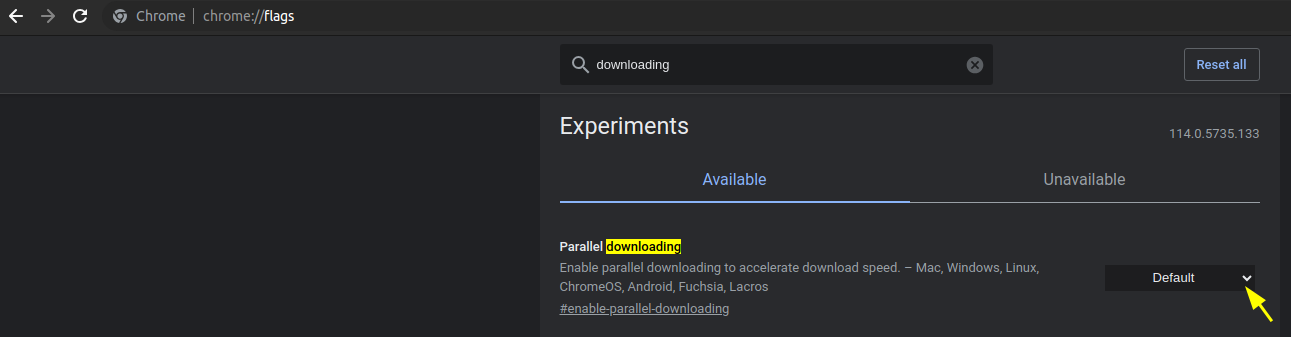 Chrome | chrome://flags
downloading
Reset all
Experiments
114.0.5735.133
Available
Unavailable
Parallel downloading
Enable parallel downloading to accelerate download speed. – Mac, Windows, Linux,
ChromeOS, Android, Fuchsia, Lacros
#enable-parallel-downloading
Default